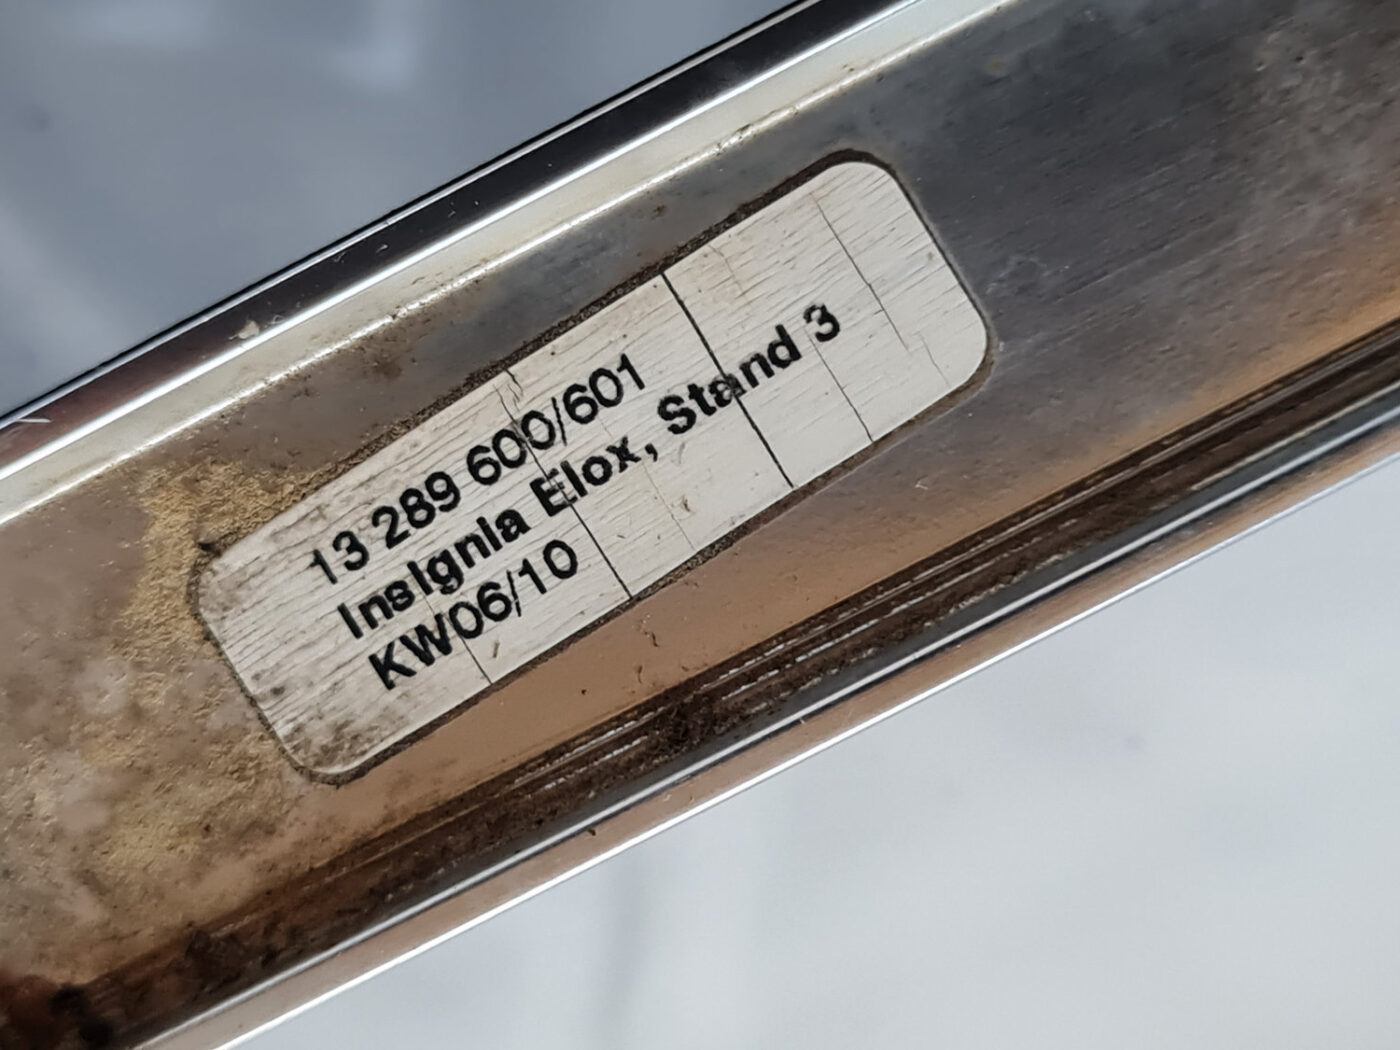 13 289 600/601
Insignia Elox, Stand 3
KW06/10